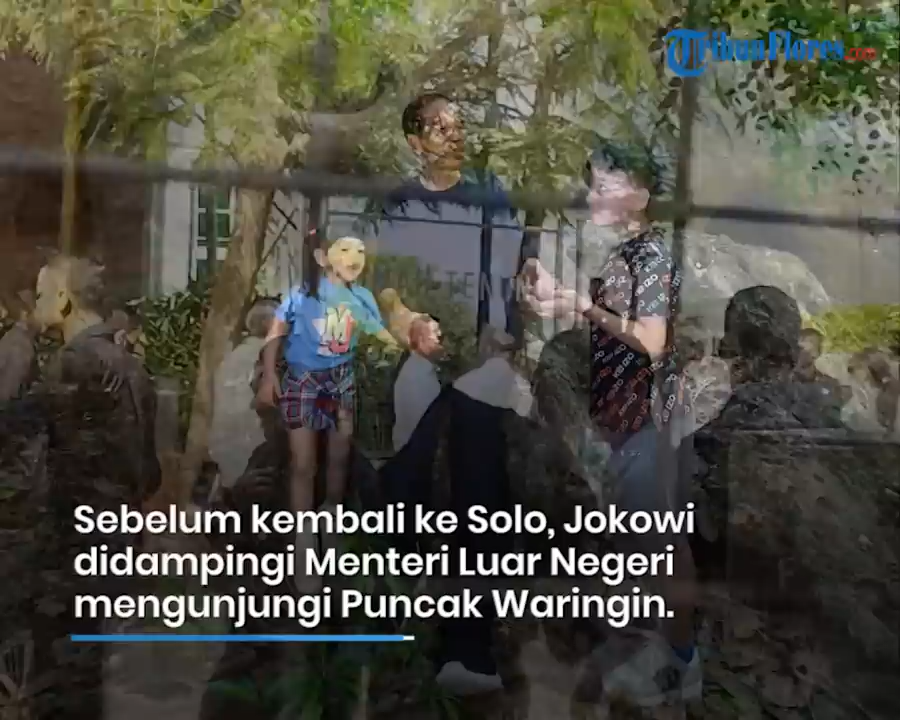 TribunFlores.com
Sebelum kembali ke Solo, Jokowi
didampingi Menteri Luar Negeri
mengunjungi Puncak Waringin.
M